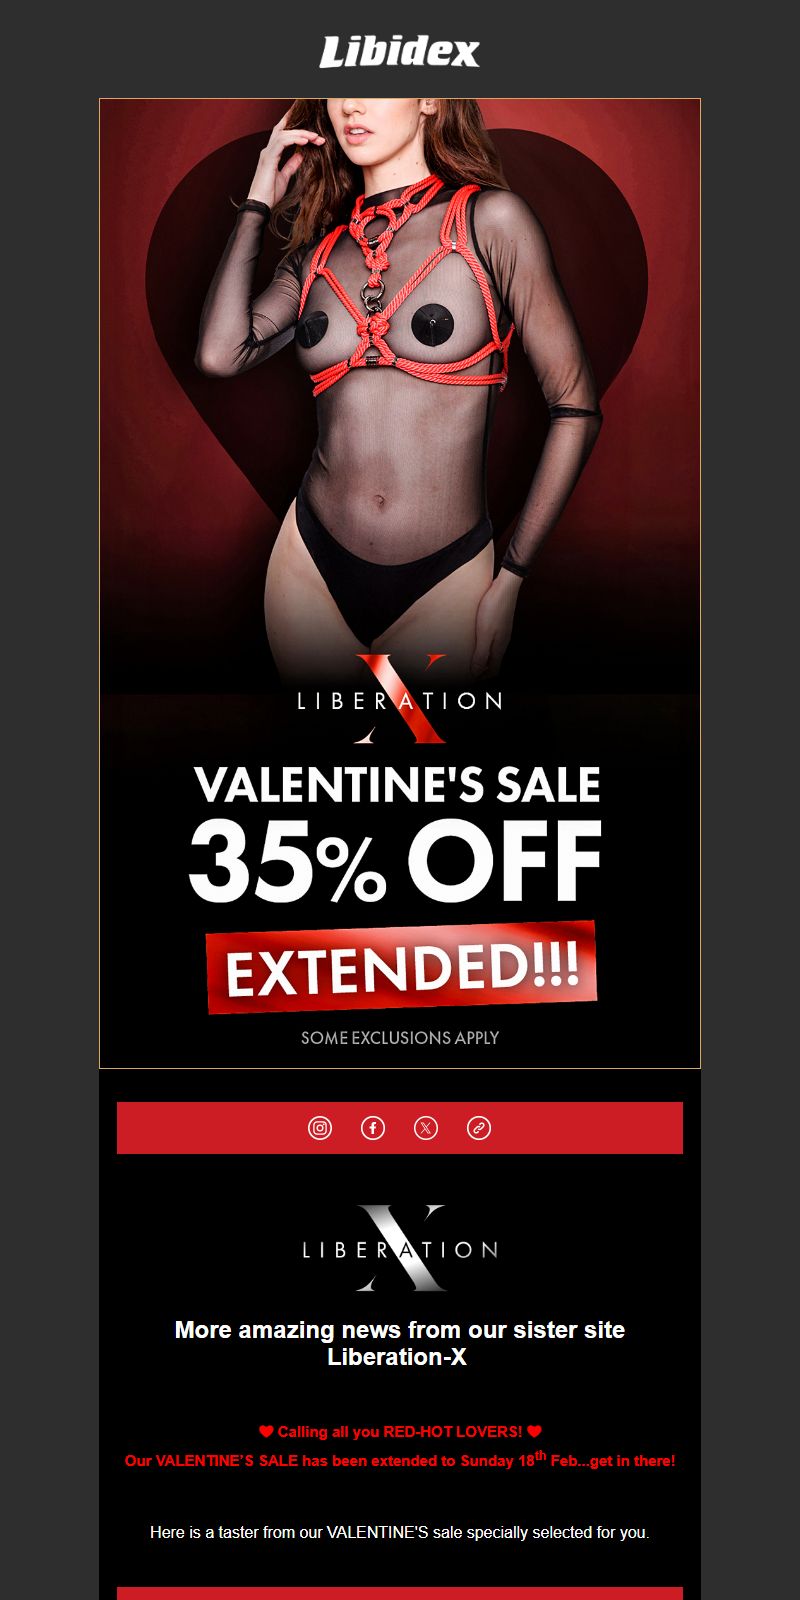 Libidex
LIBERATION
X
VALENTINE'S SALE
35% OFF
EXTENDED!!!
SOME EXCLUSIONS APPLY
LIBERATION
X
More amazing news from our sister site
Liberation-X
♥ Calling all you RED-HOT LOVERS! ♥
Our VALENTINE'S SALE has been extended to Sunday 18th Feb...get in there!
Here is a taster from our VALENTINE'S sale specially selected for you.